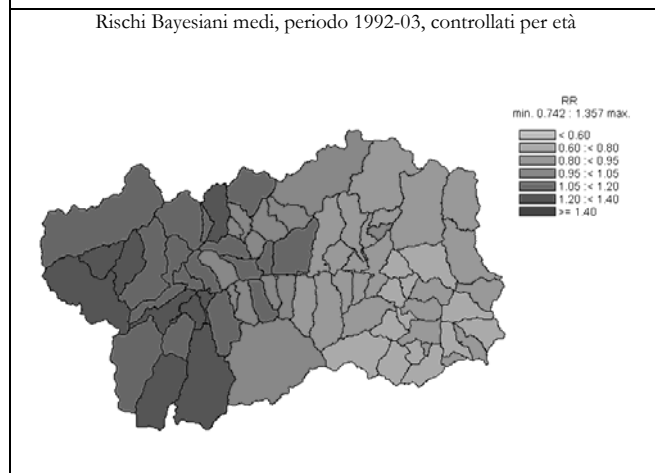 Rischi Bayesiani medi, periodo 1992-03, controllati per età
RR
min. 0.742 : 1.357 max.
< 0.60
0.60 :< 0.80
0.80 :< 0.95
0.95 :< 1.05
1.05 :< 1.20
1.20 :< 1.40
>= 1.40